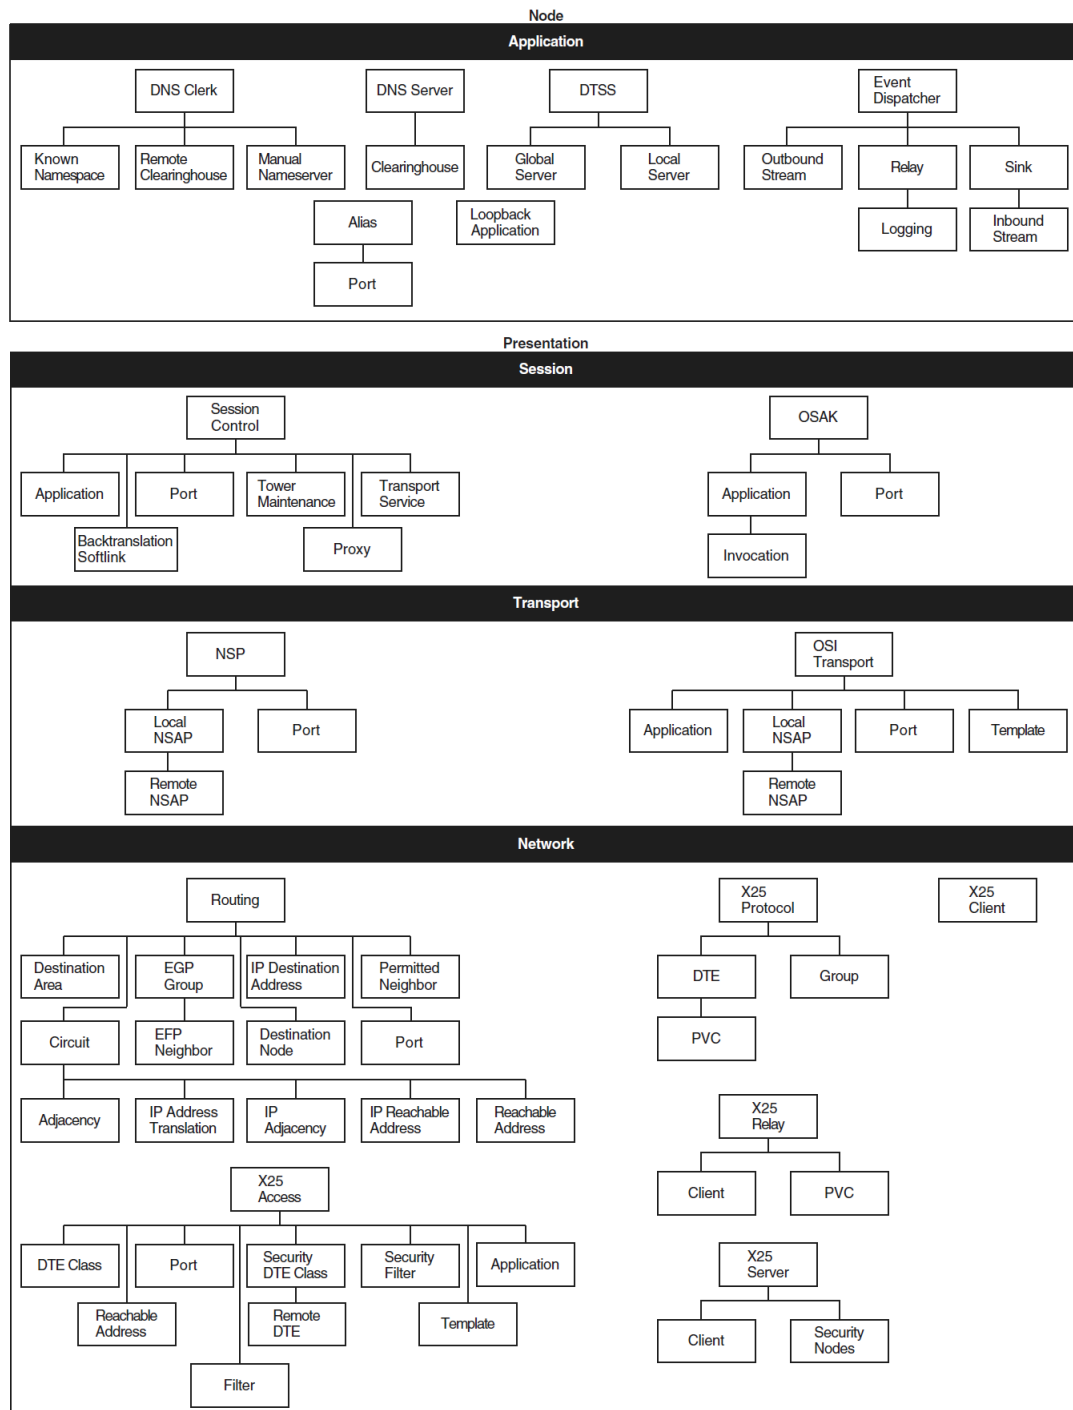 Node
Application
DNS Clerk
DNS Server
DTSS
Event
Dispatcher
Known
Namespace
Remote
Clearinghouse
Manual
Nameserver
Clearinghouse
Global
Server
Local
Server
Outbound
Stream
Relay
Sink
Alias
Loopback
Application
Logging
Inbound
Stream
Port
Presentation
Session
Session
Control
OSAK
Application
Port
Tower
Maintenance
Transport
Service
Application
Port
Backtranslation
Softlink
Proxy
Invocation
Transport
NSP
OSI
Transport
Local
NSAP
Port
Application
Local
NSAP
Port
Template
Remote
NSAP
Remote
NSAP
Network
Routing
X25
Protocol
X25
Client
Destination
Area
EGP
Group
IP Destination
Address
Permitted
Neighbor
DTE
Group
Circuit
EFP
Neighbor
Destination
Node
Port
PVC
Adjacency
IP Address
Translation
IP
Adjacency
IP Reachable
Address
Reachable
Address
X25
Relay
X25
Access
Client
PVC
DTE Class
Port
Security
DTE Class
Security
Filter
Application
X25
Server
Reachable
Address
Remote
DTE
Template
Client
Security
Nodes
Filter